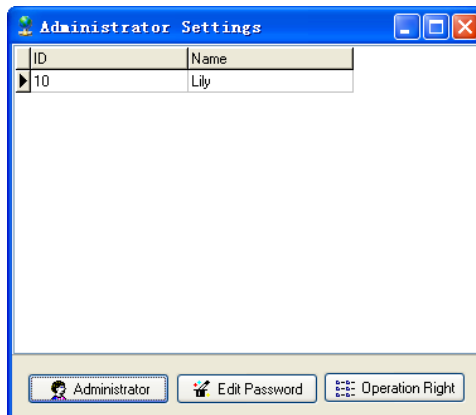 Administrator Settings
ID Name
10 Lily
Administrator Edit Password Operation Right